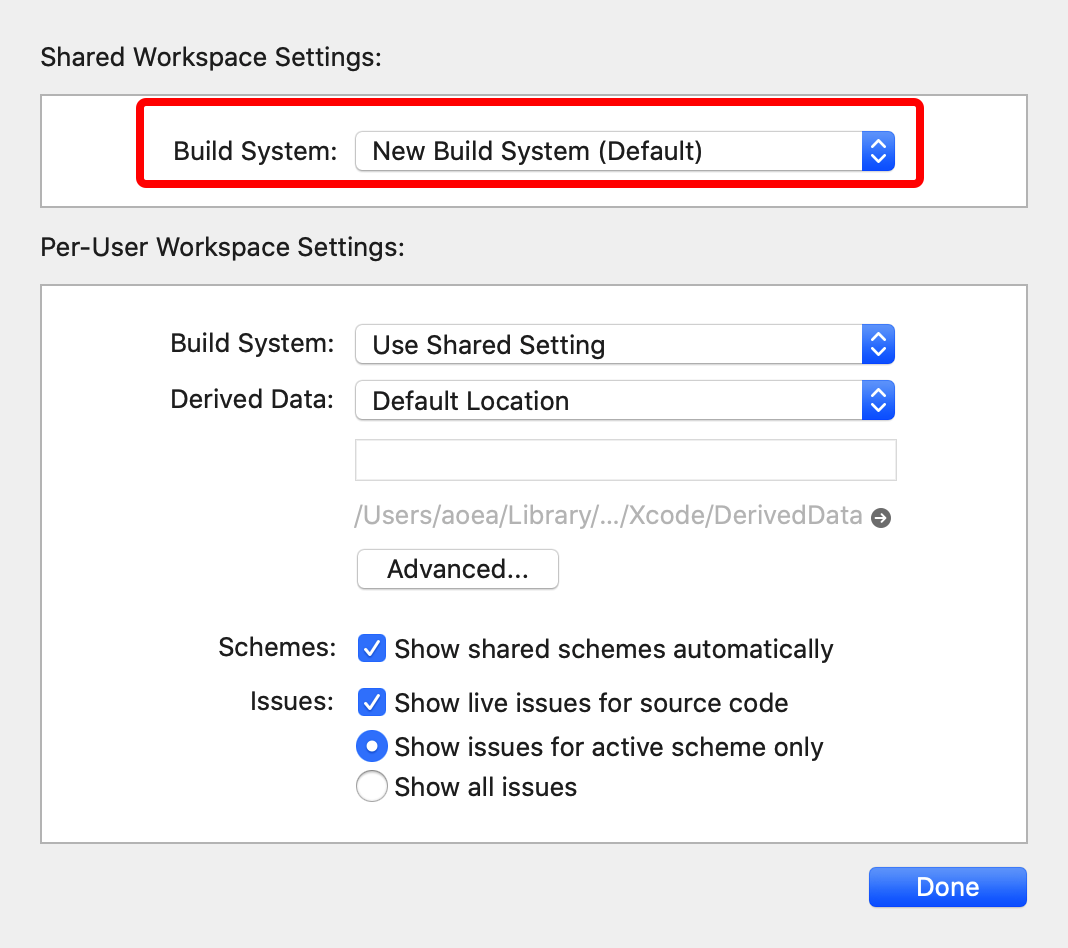 Shared Workspace Settings:
Build System: New Build System (Default)
Per-User Workspace Settings:
Build System: Use Shared Setting
Derived Data: Default Location
/Users/aoea/Library/.../Xcode/DerivedData
Advanced...
Schemes: Show shared schemes automatically
Issues: Show live issues for source code
Show issues for active scheme only
Show all issues
Done